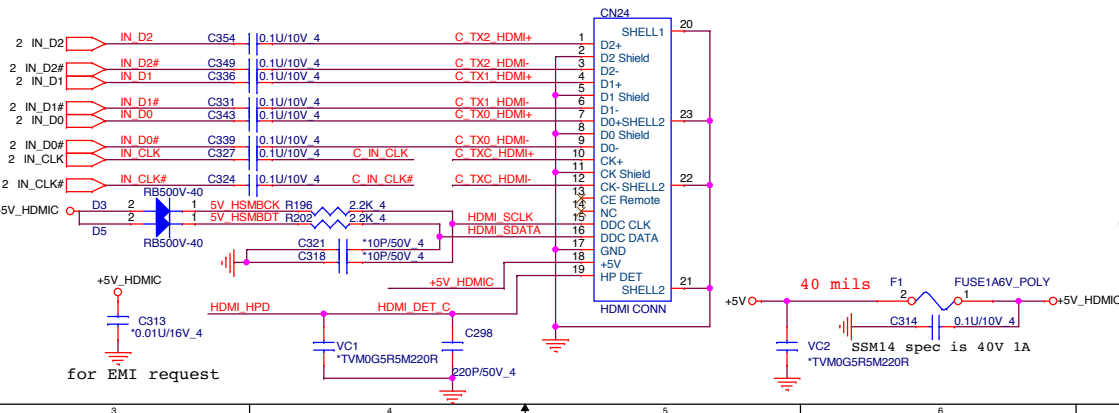 CN24
SHELL1 20
2 IN_D2 IN_D2 C354 0.1U/10V_4 C_TX2_HDMI+ 1 D2+
2 D2 Shield
2 IN_D2# IN_D2# C349 0.1U/10V_4 C_TX2_HDMI- 3 D2-
2 IN_D1 IN_D1 C336 0.1U/10V_4 C_TX1_HDMI+ 4 D1+
5 D1 Shield
2 IN_D1# IN_D1# C331 0.1U/10V_4 C_TX1_HDMI- 6 D1-
2 IN_D0 IN_D0 C343 0.1U/10V_4 C_TX0_HDMI+ 7 D0+ SHELL2 23
8 D0 Shield
2 IN_D0# IN_D0# C339 0.1U/10V_4 C_TX0_HDMI- 9 D0-
2 IN_CLK IN_CLK C327 0.1U/10V_4 C_IN_CLK C_TXC_HDMI+ 10 CK+
11 CK Shield
2 IN_CLK# IN_CLK# C324 0.1U/10V_4 C_IN_CLK# C_TXC_HDMI- 12 CK- SHELL2 22
RB500V-40
13 CE Remote
+5V_HDMIC D3 2 1 5V_HSMBCK R196 2.2K_4 14 NC
HDMI_SCLK 15 DDC CLK
D5 2 1 5V_HSMBDT R202 2.2K_4
HDMI_SDATA 16 DDC DATA
RB500V-40
C321 *10P/50V_4 17 GND
C318 *10P/50V_4 18 +5V
19 HP DET
+5V_HDMIC
SHELL2 21
HDMI CONN
+5V_HDMIC
C313
*0.01U/16V_4
for EMI request
HDMI_HPD HDMI_DET_C
VC1
*TVM0G5R5M220R
C298
220P/50V_4
40 mils
F1 FUSE1A6V_POLY
+5V 2 1 +5V_HDMIC
C314 0.1U/10V_4
SSM14 spec is 40V 1A
VC2
*TVM0G5R5M220R
3 4 5 6